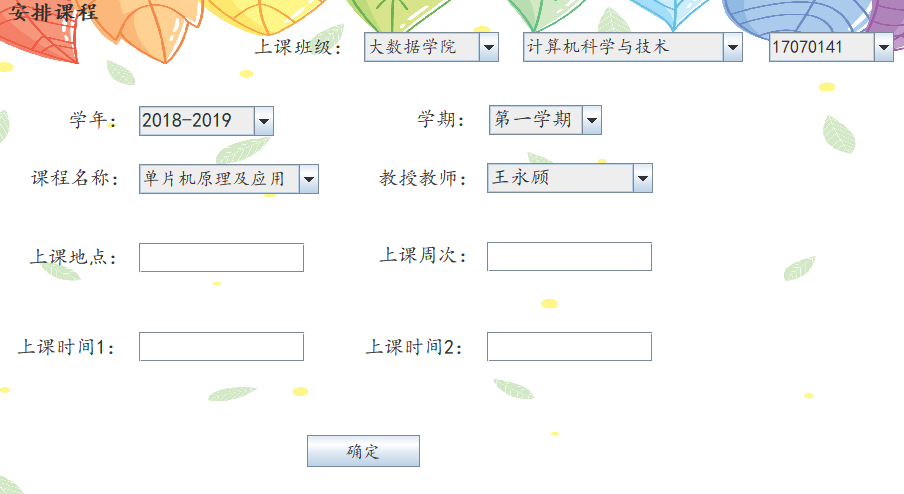 安排课程
上课班级： 大数据学院 计算机科学与技术 17070141
学年： 2018-2019 学期： 第一学期
课程名称： 单片机原理及应用 教授教师： 王永顾
上课地点： 上课周次：
上课时间1： 上课时间2：
确定